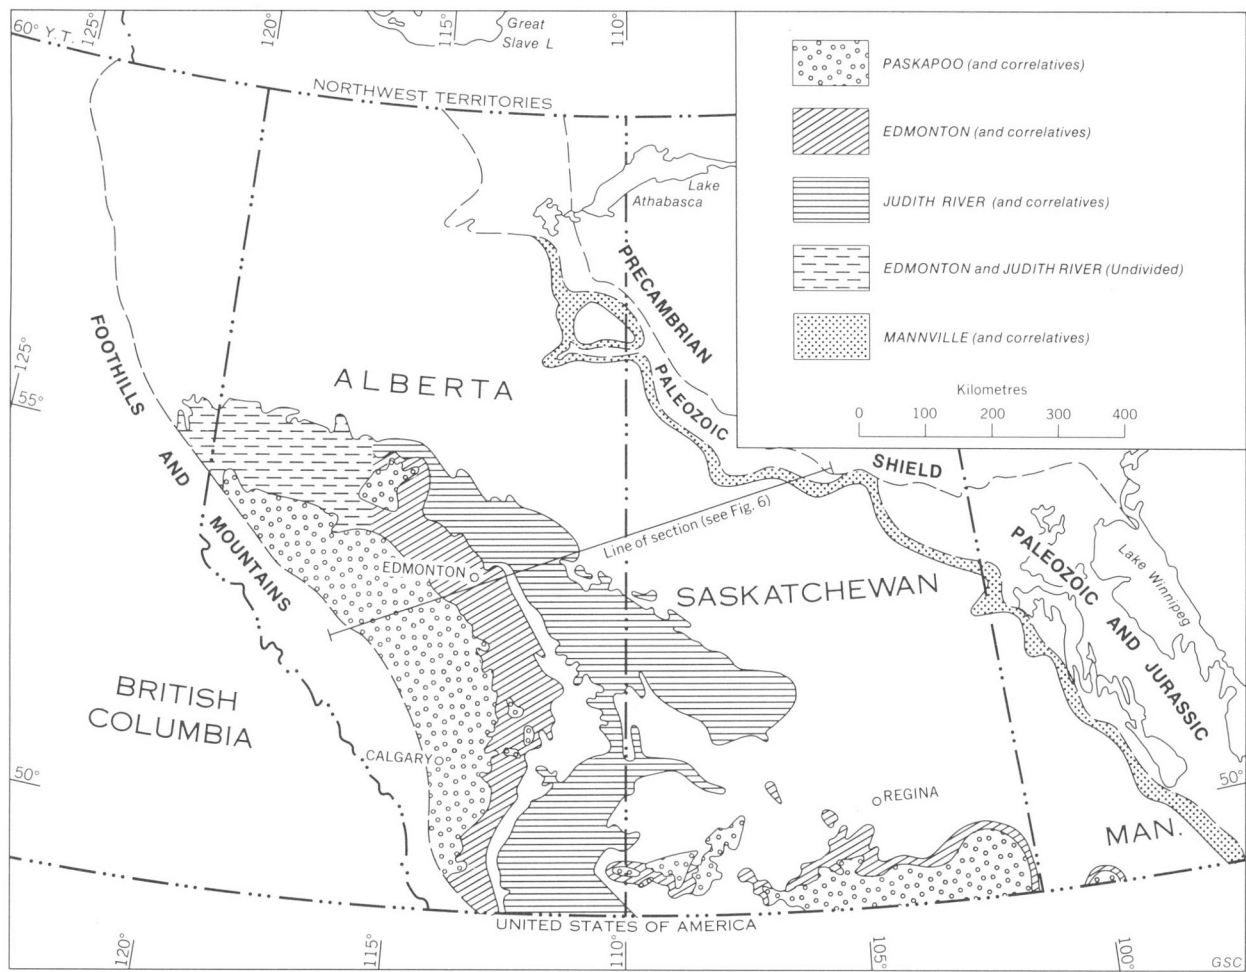 60° Y.T.
125°
120°
115°
110°
Great
Slave L
NORTHWEST TERRITORIES
PASKAPOO (and correlatives)
EDMONTON (and correlatives)
JUDITH RIVER (and correlatives)
EDMONTON and JUDITH RIVER (Undivided)
MANNVILLE (and correlatives)
Kilometres
0 100 200 300 400
Lake
Athabasca
PRECAMBRIAN
SHIELD
PALEOZOIC
125°
55°
FOOTHILLS
AND
MOUNTAINS
ALBERTA
Line of section (see Fig. 6)
EDMONTON
SASKATCHEWAN
PALEOZOIC
AND JURASSIC
Lake Winnipeg
BRITISH
COLUMBIA
CALGARY
50°
REGINA
50°
MAN.
UNITED STATES OF AMERICA
120°
115°
110°
105°
100°
GSC